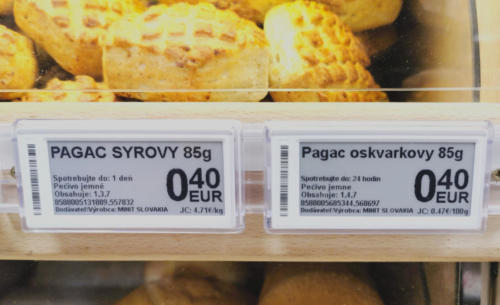 PAGAC SYROVY 85g
Spotrebujte do: 1 deň
Pečivo jemné
Obsahuje: 1,3,7
8588005131889,557832
Dodávateľ/Výrobca: MINIT SLOVAKIA
0 40
EUR
JC: 4.71€/kg
Pagac oskvarkovy 85g
Spotrebujte do: 24 hodin
Pečivo jemné
Obsahuje: 1,4,7
8588005685344,568697
Dodávateľ/Výrobca: MINIT SLOVAKIA
0 40
EUR
JC: 0.47€/100g